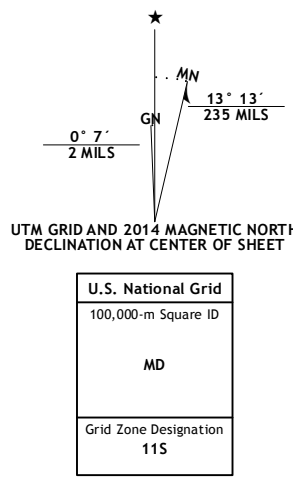 MN
GN
13° 13´
235 MILS
0° 7´
2 MILS
UTM GRID AND 2014 MAGNETIC NORTH
DECLINATION AT CENTER OF SHEET
U.S. National Grid
100,000-m Square ID
MD
Grid Zone Designation
11S